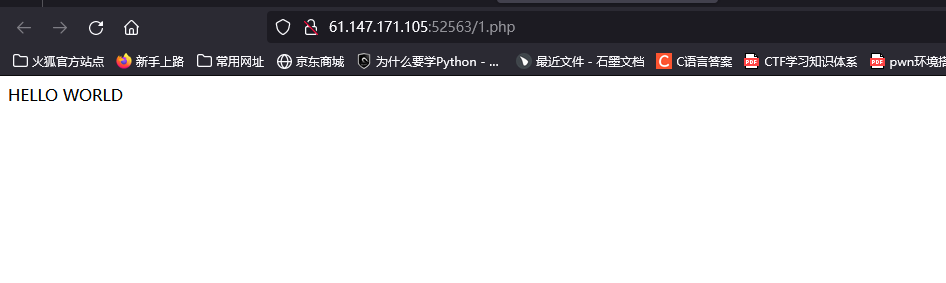 61.147.171.105:52563/1.php
火狐官方站点 新手上路 常用网址 京东商城 为什么要学Python - ... 最近文件 - 石墨文档 C语言答案 CTF学习知识体系 pwn环境搭
HELLO WORLD